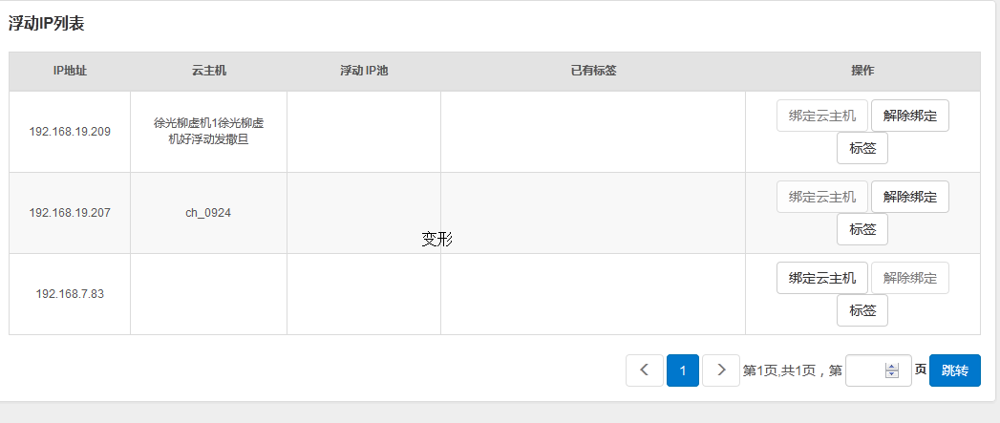 浮动IP列表
IP地址 云主机 浮动 IP池 已有标签 操作
192.168.19.209 徐光柳虚机1徐光柳虚 绑定云主机 解除绑定
机好浮动发撒旦 标签
192.168.19.207 ch_0924 绑定云主机 解除绑定
标签
变形
192.168.7.83 绑定云主机 解除绑定
标签
1 第1页,共1页，第 页 跳转